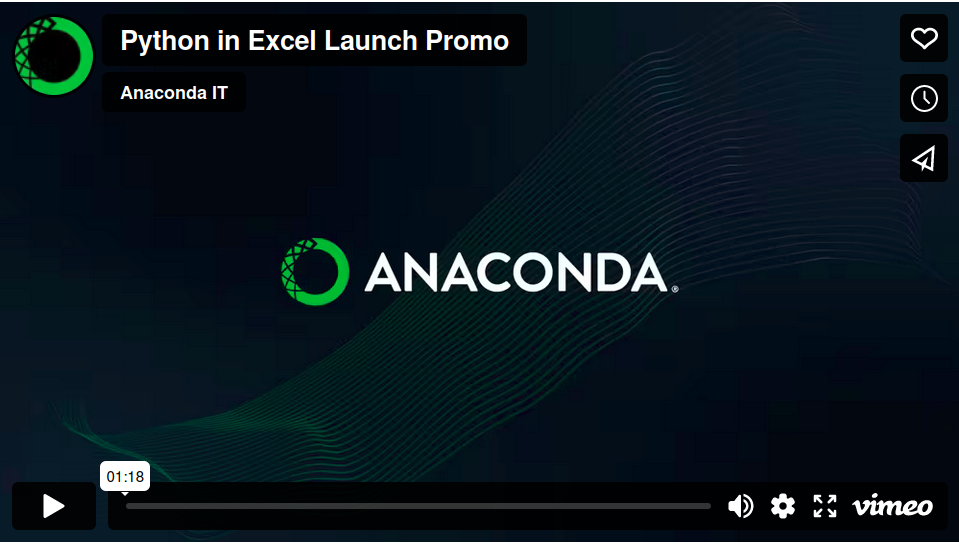 Python in Excel Launch Promo
Anaconda IT
ANACONDA®
01:18
vimeo